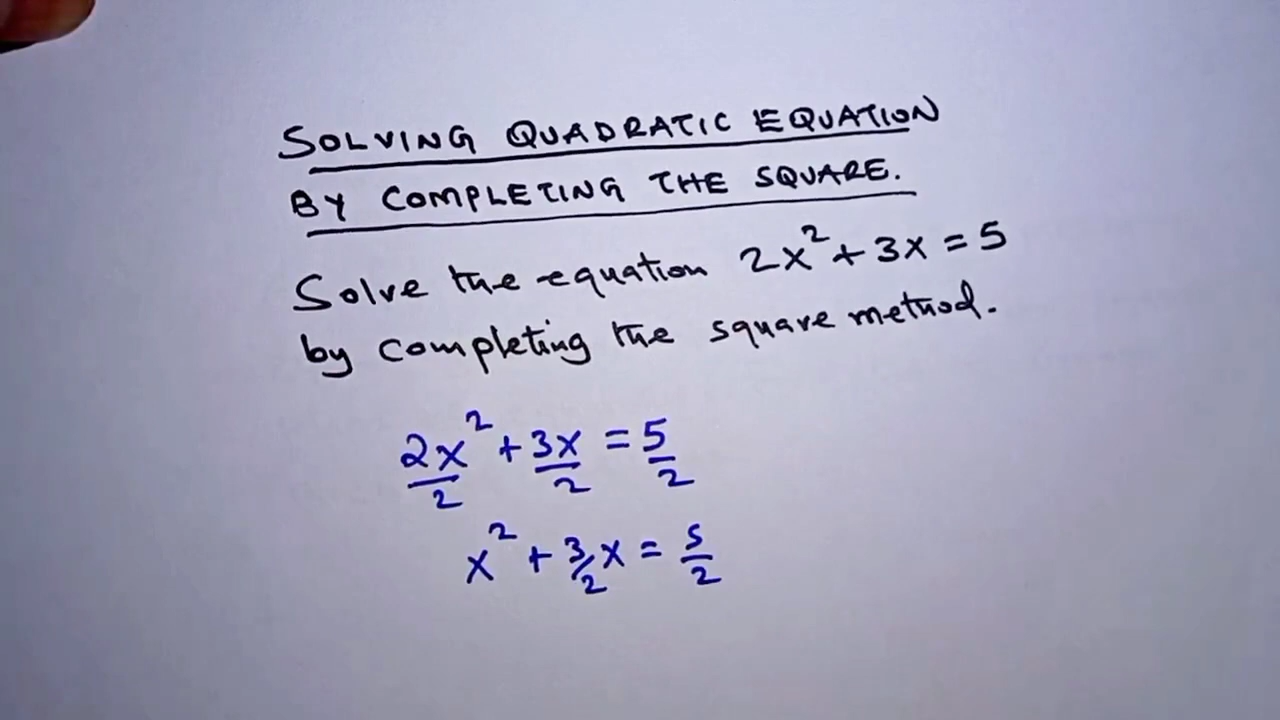 SOLVING QUADRATIC EQUATION
BY COMPLETING THE SQUARE.
Solve the equation 2x² + 3x = 5
by completing the square method.
2x²/2 + 3x/2 = 5/2
x² + 3/2 x = 5/2